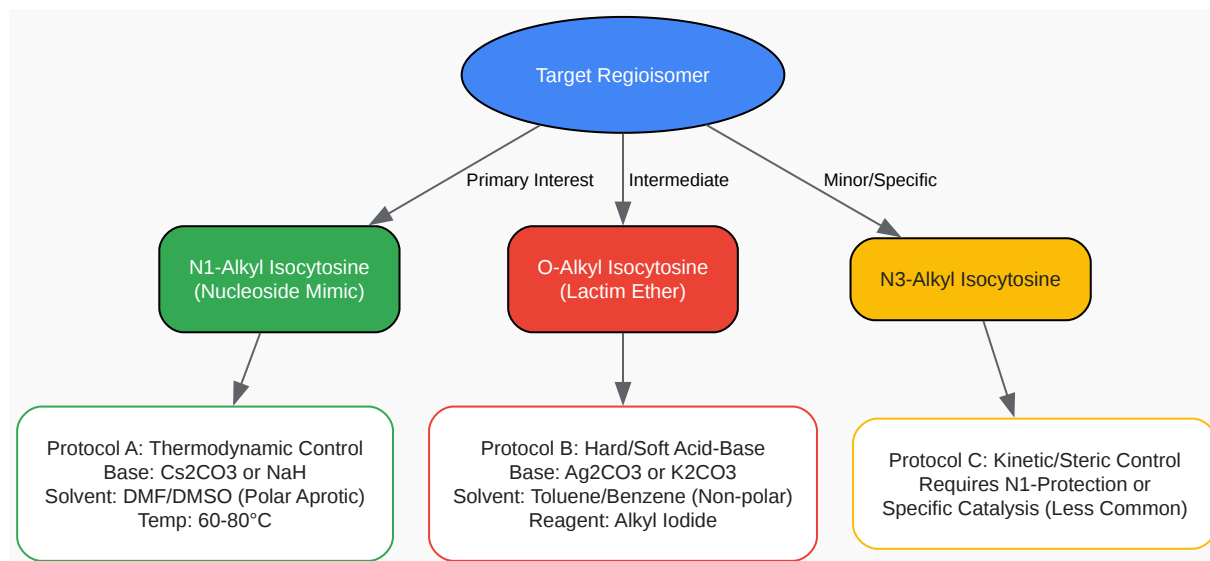 Target Regioisomer
Primary Interest
Intermediate
Minor/Specific
N1-Alkyl Isocytosine
(Nucleoside Mimic)
O-Alkyl Isocytosine
(Lactim Ether)
N3-Alkyl Isocytosine
Protocol A: Thermodynamic Control
Base: Cs2CO3 or NaH
Solvent: DMF/DMSO (Polar Aprotic)
Temp: 60-80°C
Protocol B: Hard/Soft Acid-Base
Base: Ag2CO3 or K2CO3
Solvent: Toluene/Benzene (Non-polar)
Reagent: Alkyl Iodide
Protocol C: Kinetic/Steric Control
Requires N1-Protection or
Specific Catalysis (Less Common)